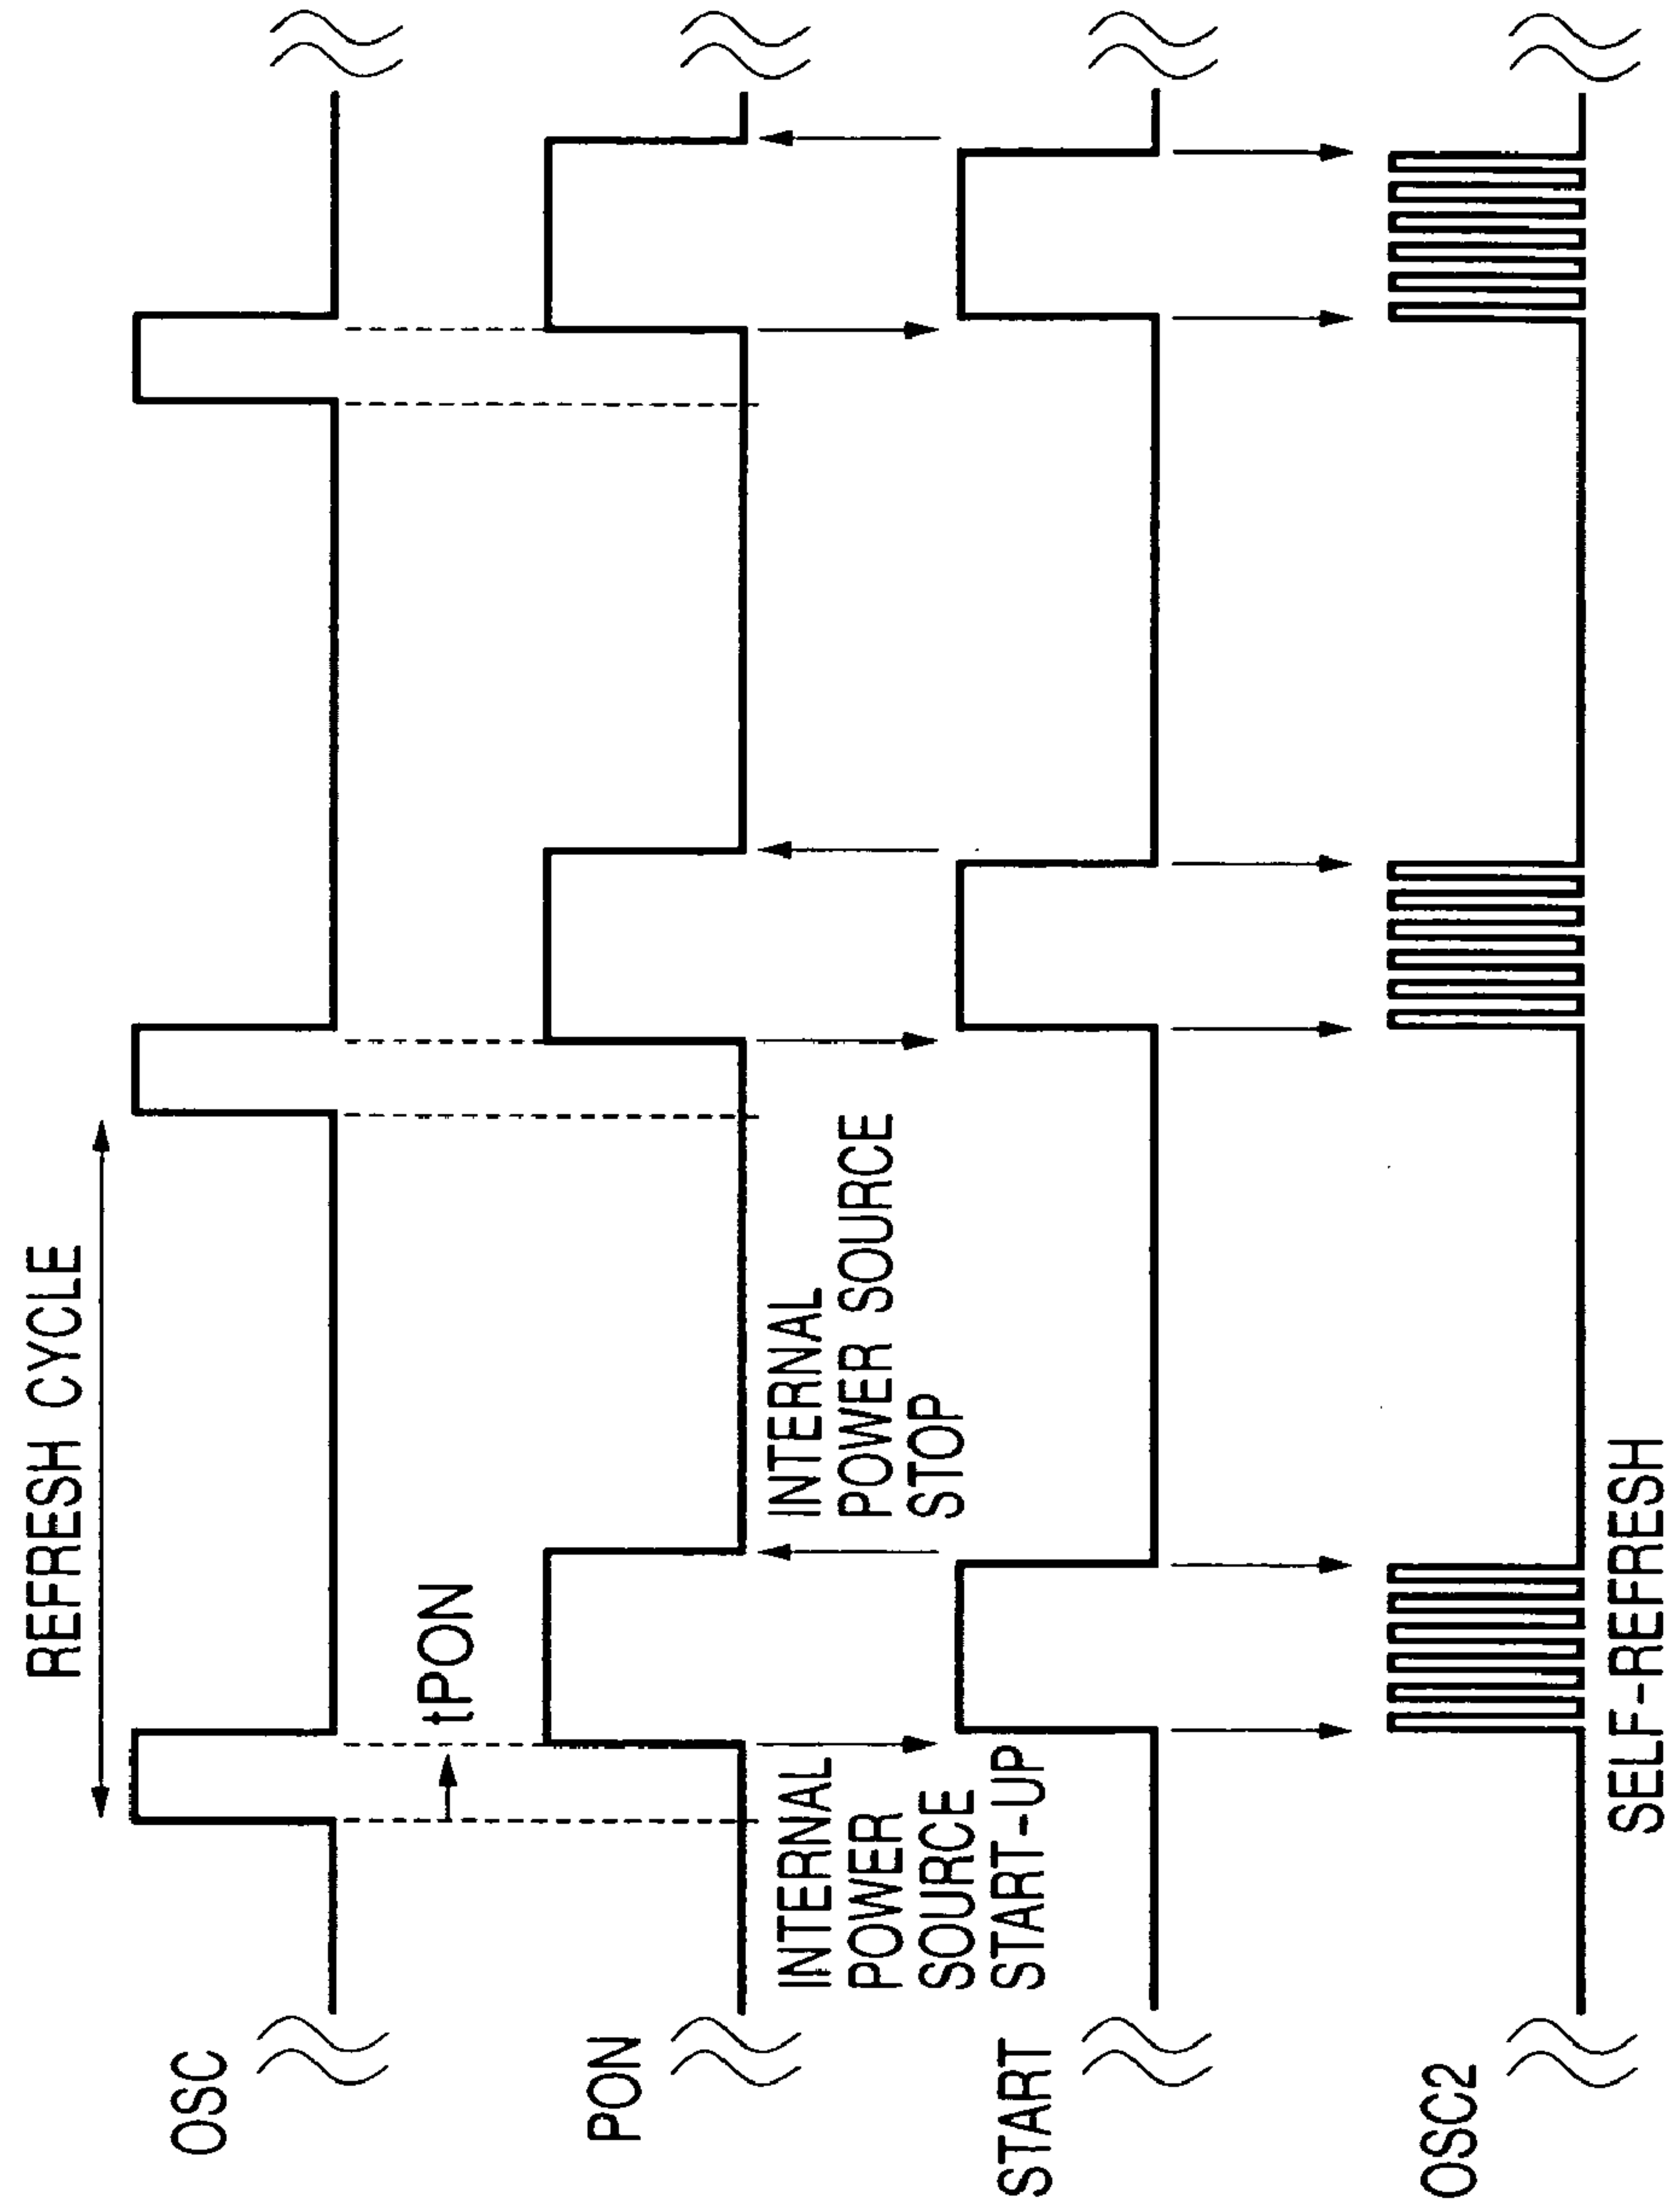 REFRESH CYCLE
OSC
tPON
PON
INTERNAL
POWER
SOURCE
START-UP
INTERNAL
POWER SOURCE
STOP
START
OSC2
SELF-REFRESH